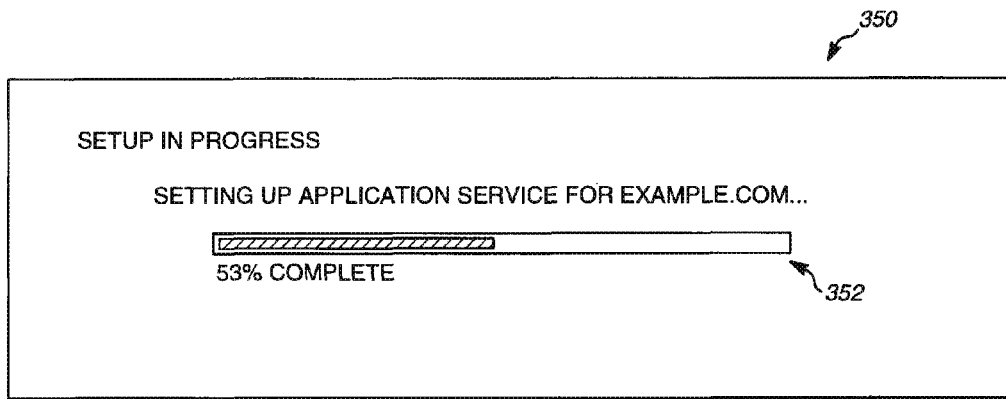 350
SETUP IN PROGRESS
SETTING UP APPLICATION SERVICE FOR EXAMPLE.COM...
53% COMPLETE
352